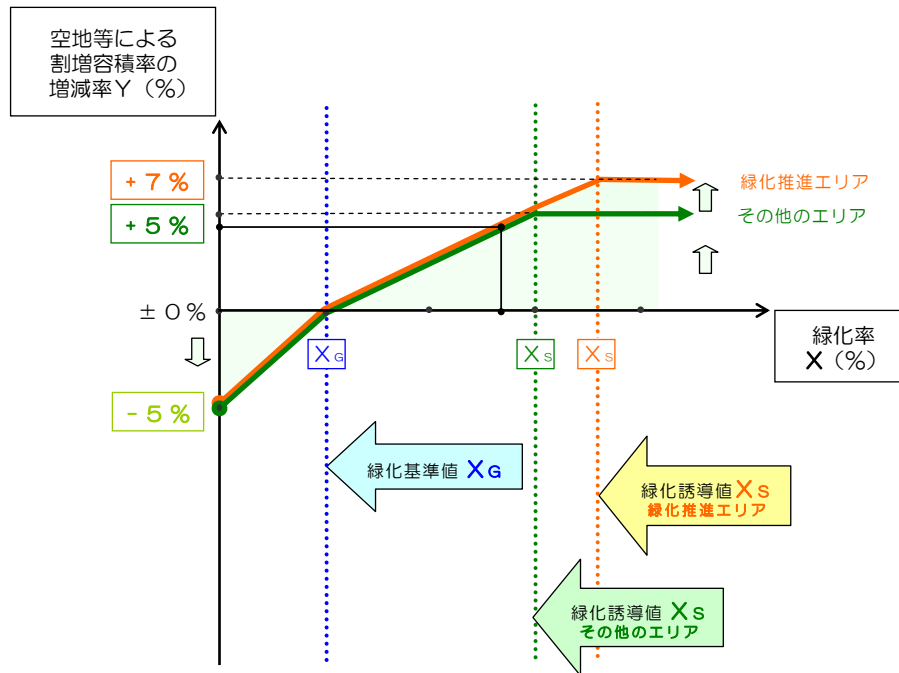 空地等による
割増容積率の
増減率Y（%）
+7%
+5%
±0%
-5%
緑化推進エリア
その他のエリア
XG
XS
XS
緑化率
X（%）
緑化基準値 XG
緑化誘導値 XS
緑化推進エリア
緑化誘導値 XS
その他のエリア